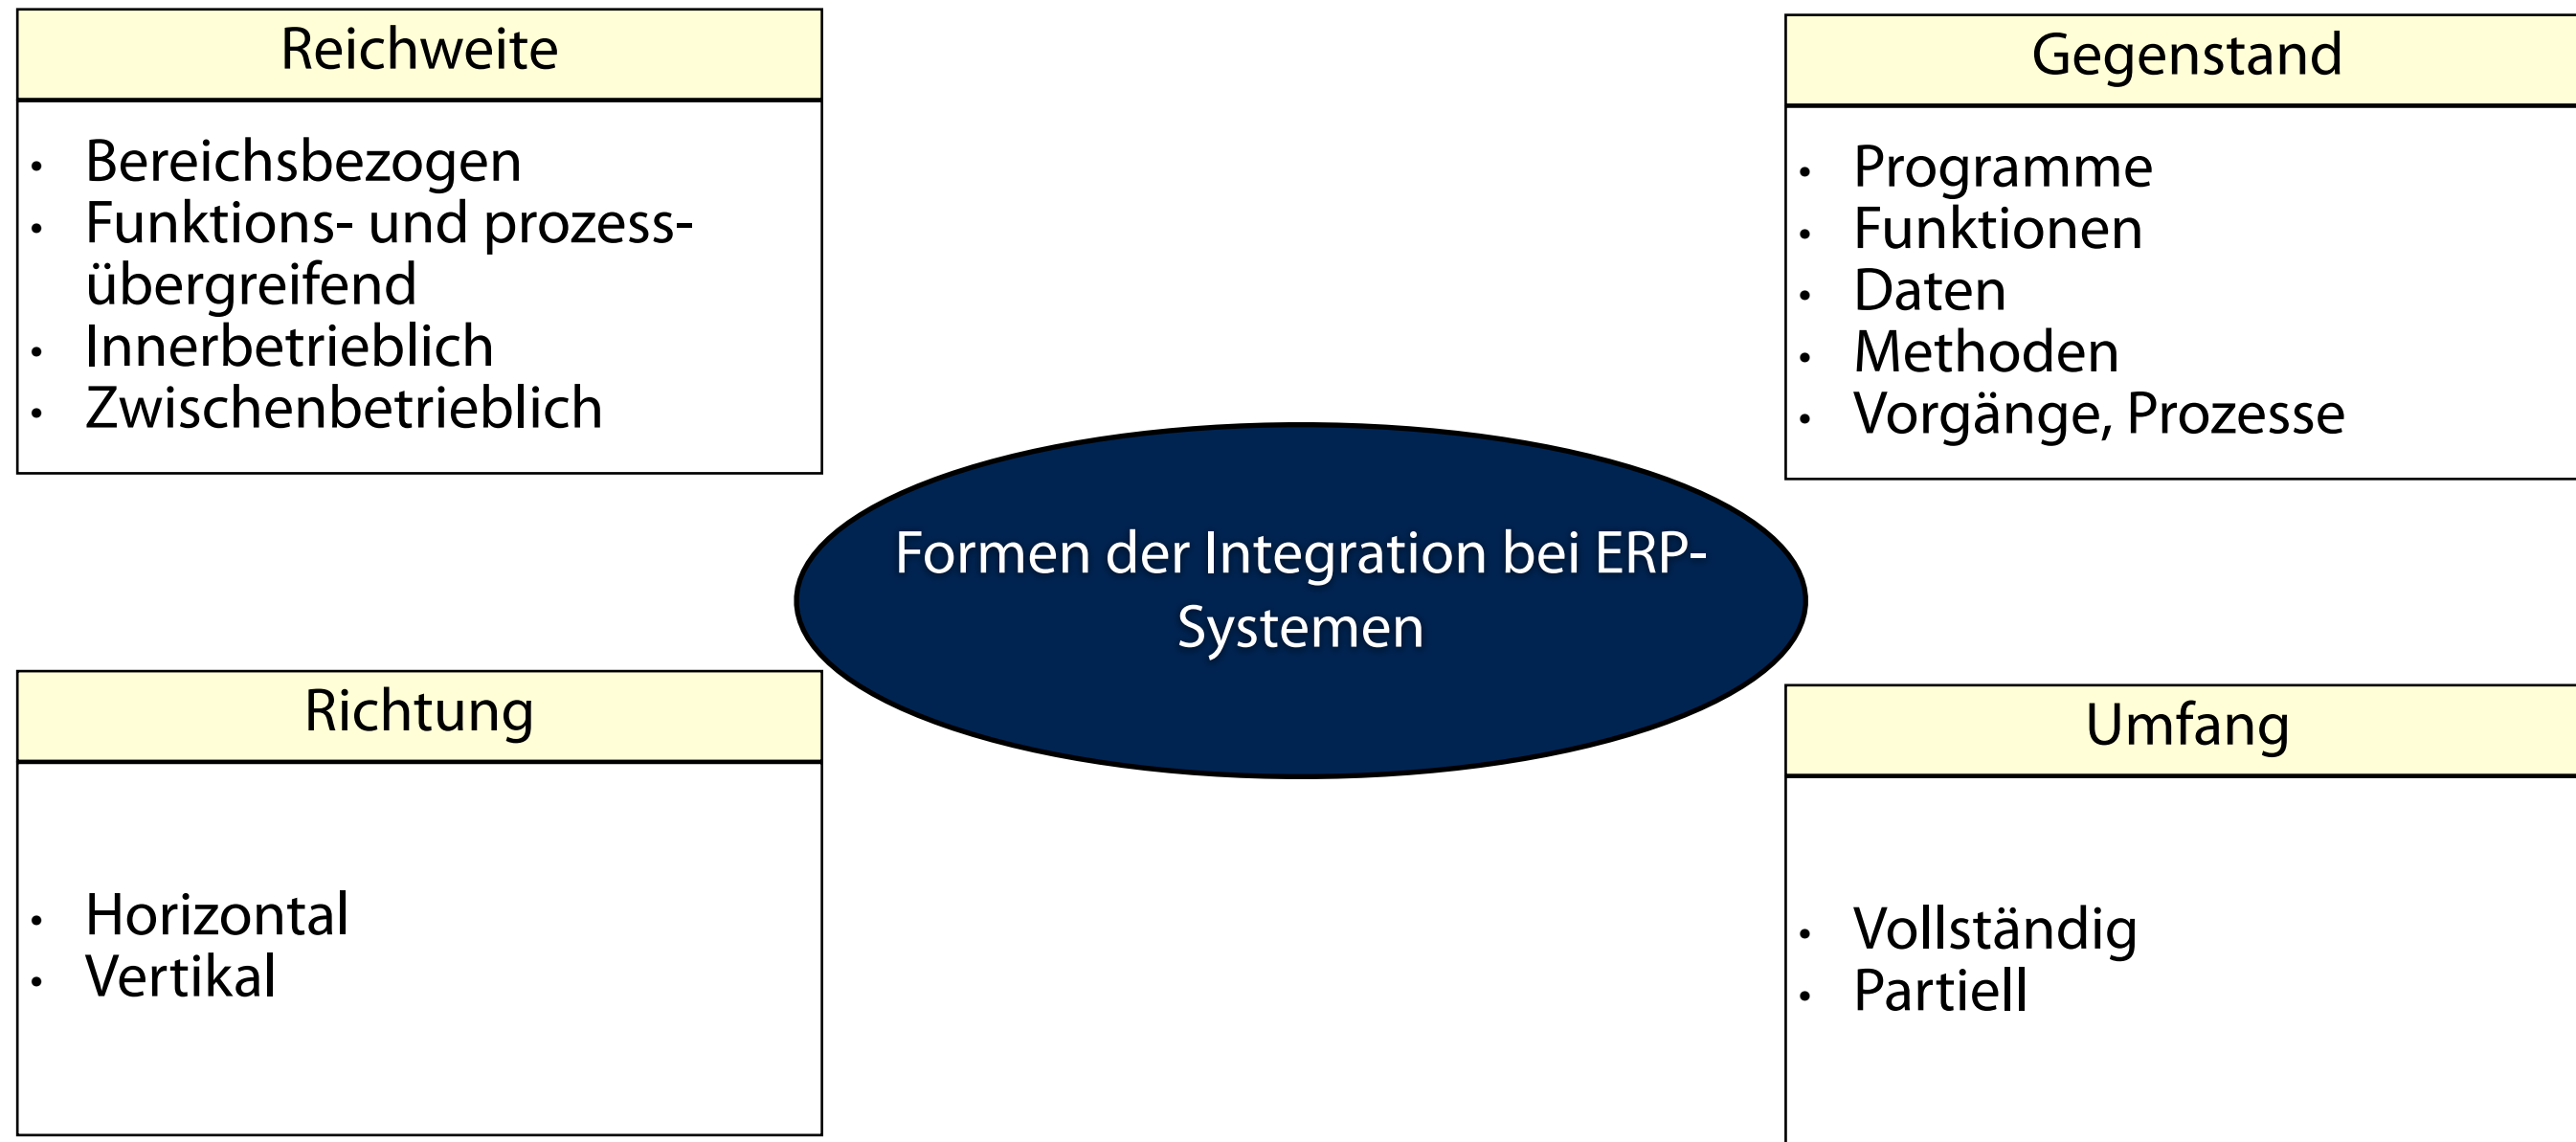 Reichweite
• Bereichsbezogen
• Funktions- und prozess-
übergreifend
• Innerbetrieblich
• Zwischenbetrieblich
Gegenstand
• Programme
• Funktionen
• Daten
• Methoden
• Vorgänge, Prozesse
Formen der Integration bei ERP-
Systemen
Richtung
• Horizontal
• Vertikal
Umfang
• Vollständig
• Partiell